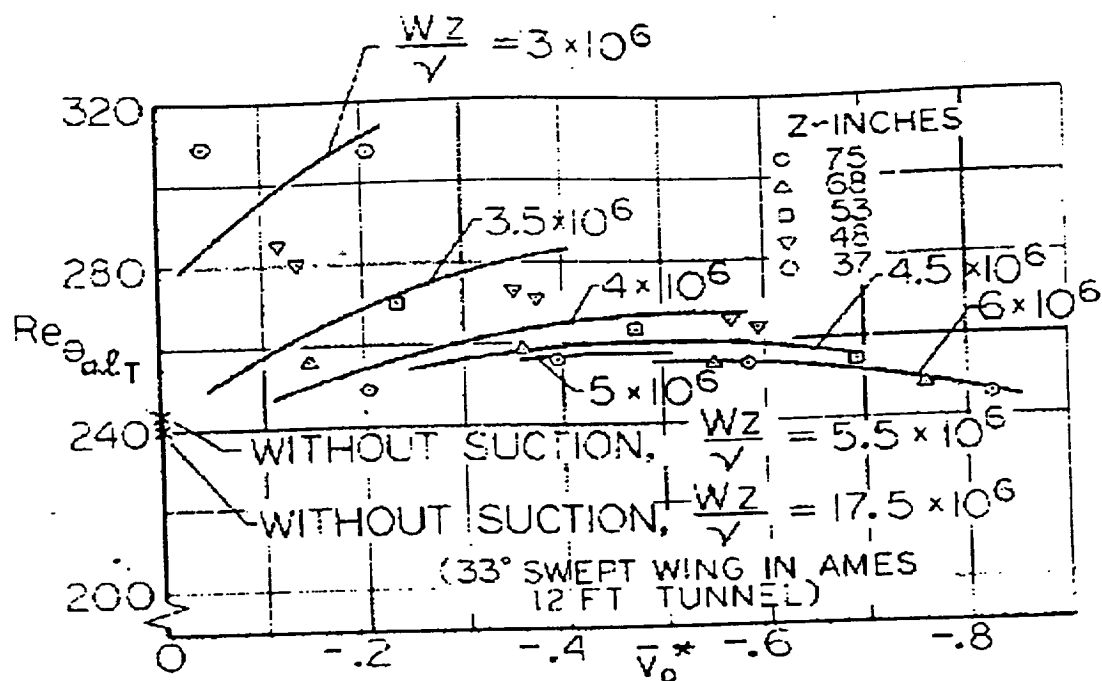 WZ/ν = 3×10⁶
320
Z-INCHES
○ 75
△ 68
□ 53
▽ 48
○ 37
3.5×10⁶
280
4×10⁶
4.5×10⁶
6×10⁶
Re_θ_al_T
5×10⁶
240
WITHOUT SUCTION, WZ/ν = 5.5×10⁶
WITHOUT SUCTION, WZ/ν = 17.5×10⁶
(33° SWEPT WING IN AMES
12 FT TUNNEL)
200
0 -.2 -.4 v̄₀* -.6 -.8